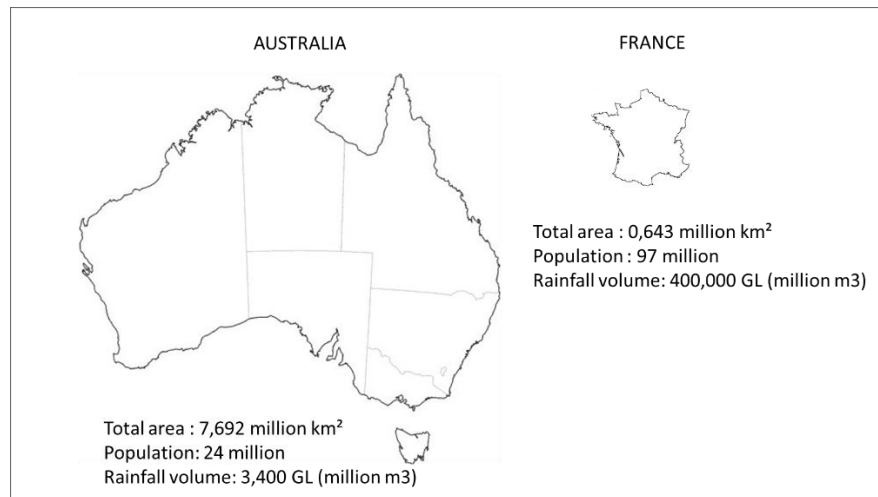 AUSTRALIA
Total area : 7,692 million km²
Population: 24 million
Rainfall volume: 3,400 GL (million m3)
FRANCE
Total area : 0,643 million km²
Population : 97 million
Rainfall volume: 400,000 GL (million m3)